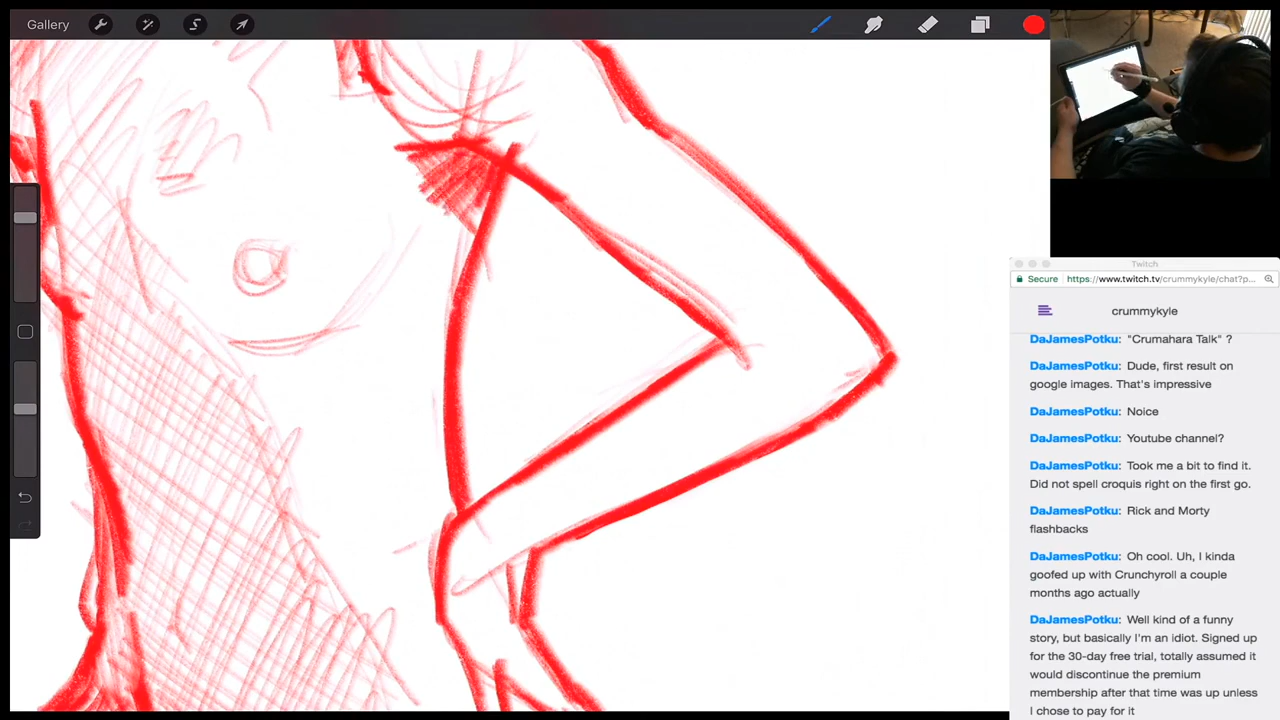 Gallery
Twitch
Secure https://www.twitch.tv/crummykyle/chat?p...
crummykyle
DaJamesPotku: "Crumahara Talk" ?
DaJamesPotku: Dude, first result on
google images. That's impressive
DaJamesPotku: Noice
DaJamesPotku: Youtube channel?
DaJamesPotku: Took me a bit to find it.
Did not spell croquis right on the first go.
DaJamesPotku: Rick and Morty
flashbacks
DaJamesPotku: Oh cool. Uh, I kinda
goofed up with Crunchyroll a couple
months ago actually
DaJamesPotku: Well kind of a funny
story, but basically I'm an idiot. Signed up
for the 30-day free trial, totally assumed it
would discontinue the premium
membership after that time was up unless
I chose to pay for it